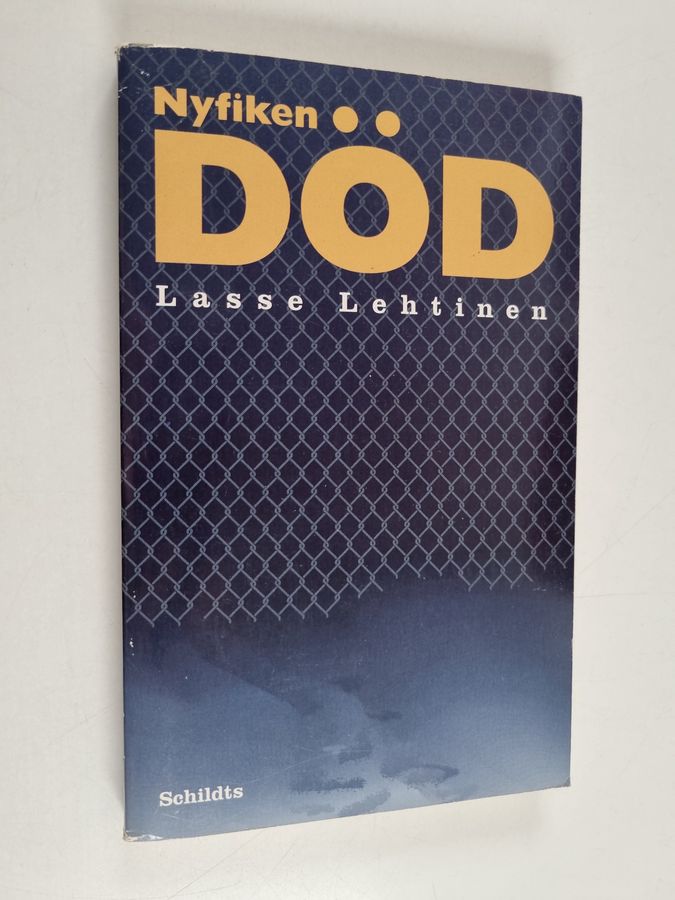 Nyfiken
DÖD
Lasse Lehtinen
Schildts